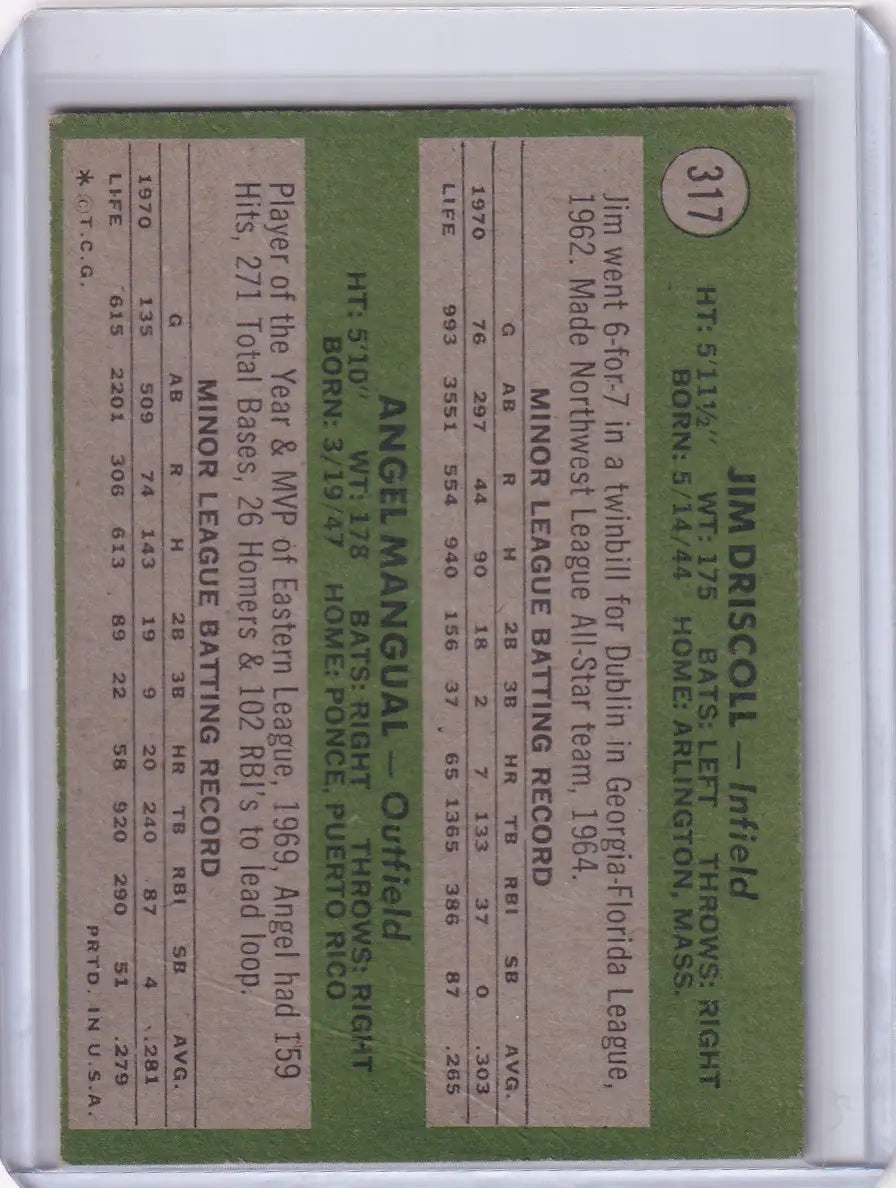 317
JIM DRISCOLL — Infield
HT: 5'11½" WT: 175 BATS: LEFT THROWS: RIGHT
BORN: 5/14/44 HOME: ARLINGTON, MASS.
Jim went 6-for-7 in a twinbill for Dublin in Georgia-Florida League,
1962. Made Northwest League All-Star team, 1964.
MINOR LEAGUE BATTING RECORD
G AB R H 2B 3B HR TB RBI SB AVG.
1970 76 297 44 90 18 2 7 133 37 0 .303
LIFE 993 3551 554 940 156 37 65 1365 386 87 .265
ANGEL MANGUAL — Outfield
HT: 5'10" WT: 178 BATS: RIGHT THROWS: RIGHT
BORN: 3/19/47 HOME: PONCE, PUERTO RICO
Player of the Year & MVP of Eastern League, 1969, Angel had 159
Hits, 271 Total Bases, 26 Homers & 102 RBI's to lead loop.
MINOR LEAGUE BATTING RECORD
G AB R H 2B 3B HR TB RBI SB AVG.
1970 135 509 74 143 19 9 20 240 87 4 .281
LIFE 615 2201 306 613 89 22 58 920 290 51 .279
* ©T.C.G. PRTD. IN U.S.A.